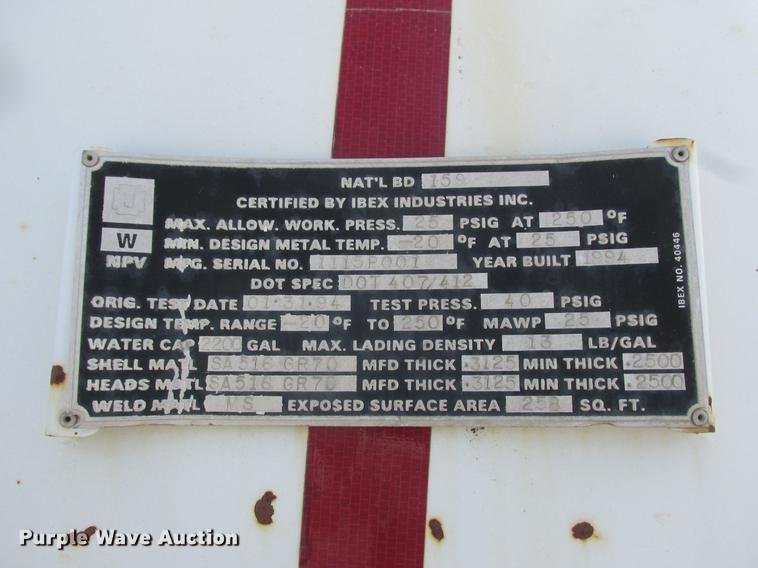 NAT'L BD 159
CERTIFIED BY IBEX INDUSTRIES INC.
U
MAX. ALLOW. WORK. PRESS. 25 PSIG AT 250 °F
W
MIN. DESIGN METAL TEMP. -20 °F AT 25 PSIG
NPV
MFG. SERIAL NO. 1113P001 YEAR BUILT 1994
DOT SPEC DOT 407/412
ORIG. TEST DATE 01·31·94 TEST PRESS. 40 PSIG
DESIGN TEMP. RANGE -20 °F TO 250 °F MAWP 25 PSIG
WATER CAP 2200 GAL MAX. LADING DENSITY 13 LB/GAL
SHELL MATL SA516 GR70 MFD THICK .3125 MIN THICK .2500
HEADS MATL SA516 GR70 MFD THICK .3125 MIN THICK .2500
WELD MATL MS EXPOSED SURFACE AREA 258 SQ. FT.
IBEX NO. 40446
Purple Wave Auction